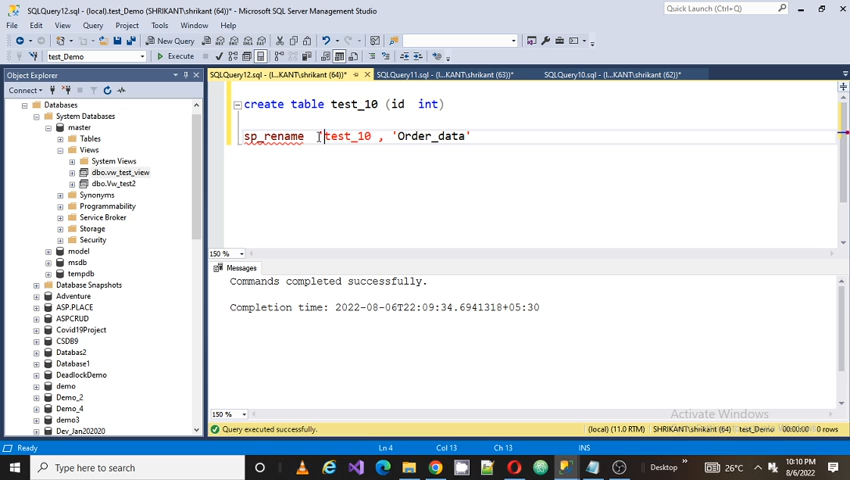 SQLQuery12.sql - (local).test_Demo (SHRIKANT\shrikant (64))* - Microsoft SQL Server Management Studio
Quick Launch (Ctrl+Q)
File Edit View Query Project Tools Window Help
New Query
test_Demo Execute
Object Explorer
SQLQuery12.sql - (l...KANT\shrikant (64))* SQLQuery11.sql - (l...KANT\shrikant (63))* SQLQuery10.sql - (l...KANT\shrikant (62))*
Connect
Databases
System Databases
master
Tables
Views
System Views
dbo.vw_test_view
dbo.Vw_test2
Synonyms
Programmability
Service Broker
Storage
Security
model
msdb
tempdb
Database Snapshots
Adventure
ASP.PLACE
ASPCRUD
Covid19Project
CSDB9
Databas2
Database1
DeadlockDemo
demo
Demo_2
Demo_4
demo3
Dev_Jan202020
create table test_10 (id  int)
sp_rename  test_10 , 'Order_data'
150 %
Messages
Commands completed successfully.
Completion time: 2022-08-06T22:09:34.6941318+05:30
150 %
Activate Windows
Query executed successfully. (local) (11.0 RTM) SHRIKANT\shrikant (64) test_Demo 00:00:00 0 rows
Ready Ln 4 Col 13 Ch 13 INS
Type here to search
Desktop
26°C
10:10 PM
8/6/2022